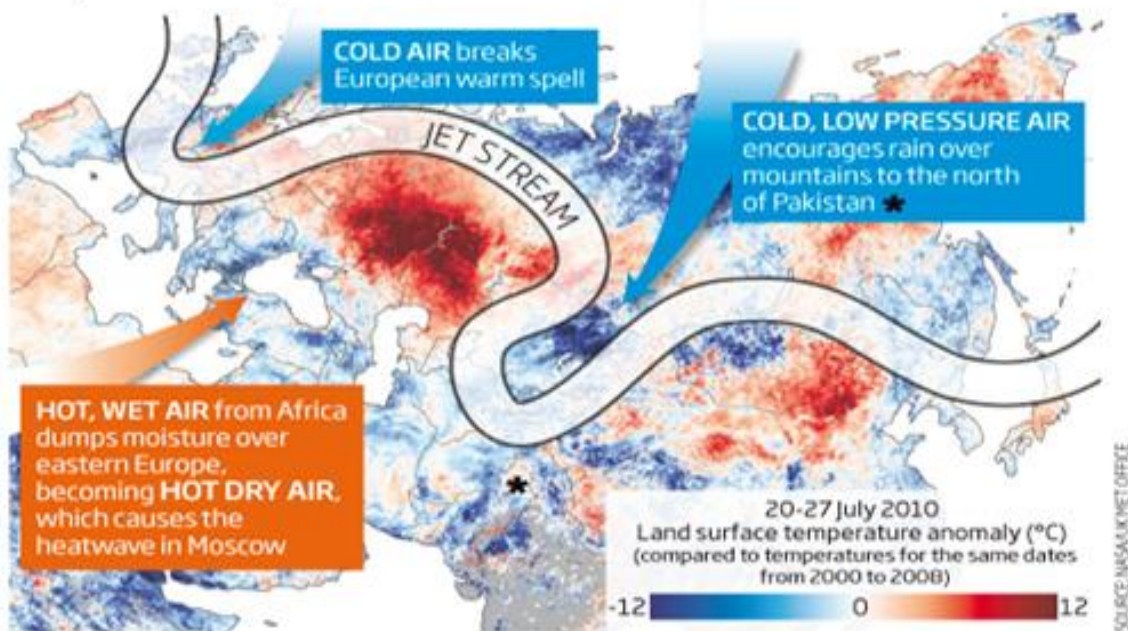 COLD AIR breaks
European warm spell
JET STREAM
COLD, LOW PRESSURE AIR
encourages rain over
mountains to the north
of Pakistan *
HOT, WET AIR from Africa
dumps moisture over
eastern Europe,
becoming HOT DRY AIR,
which causes the
heatwave in Moscow
*
20-27 July 2010
Land surface temperature anomaly (°C)
(compared to temperatures for the same dates
from 2000 to 2008)
-12 0 12
SOURCE: NASA/UK MET OFFICE